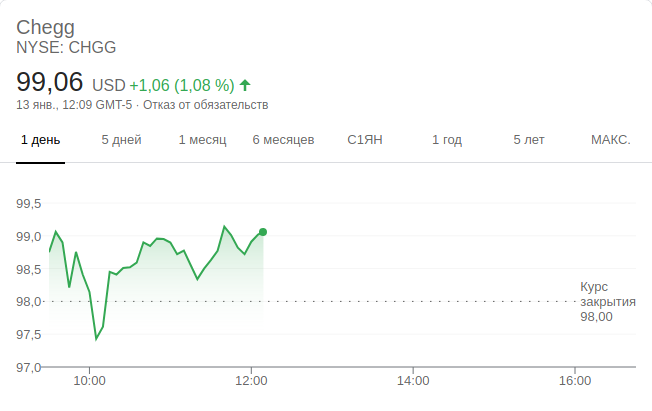 Chegg
NYSE: CHGG
99,06 USD +1,06 (1,08 %)
13 янв., 12:09 GMT-5 · Отказ от обязательств
1 день 5 дней 1 месяц 6 месяцев С1ЯН 1 год 5 лет МАКС.
99,5
99,0
98,5
98,0
97,5
97,0
Курс
закрытия
98,00
10:00 12:00 14:00 16:00